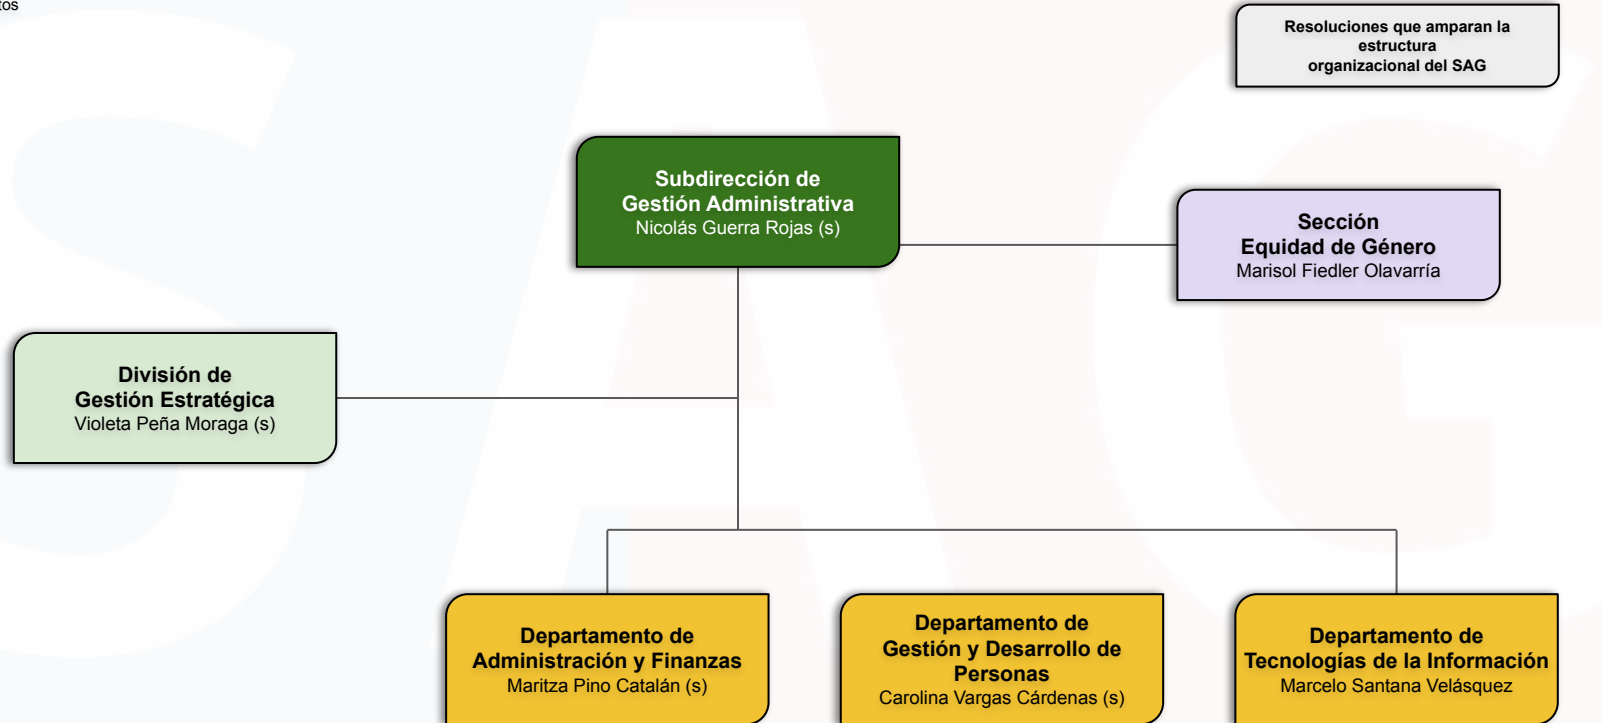 Resoluciones que amparan la
estructura
organizacional del SAG
Subdirección de
Gestión Administrativa
Nicolás Guerra Rojas (s)
Sección
Equidad de Género
Marisol Fiedler Olavarría
División de
Gestión Estratégica
Violeta Peña Moraga (s)
Departamento de
Administración y Finanzas
Maritza Pino Catalán (s)
Departamento de
Gestión y Desarrollo de
Personas
Carolina Vargas Cárdenas (s)
Departamento de
Tecnologías de la Información
Marcelo Santana Velásquez
SAG